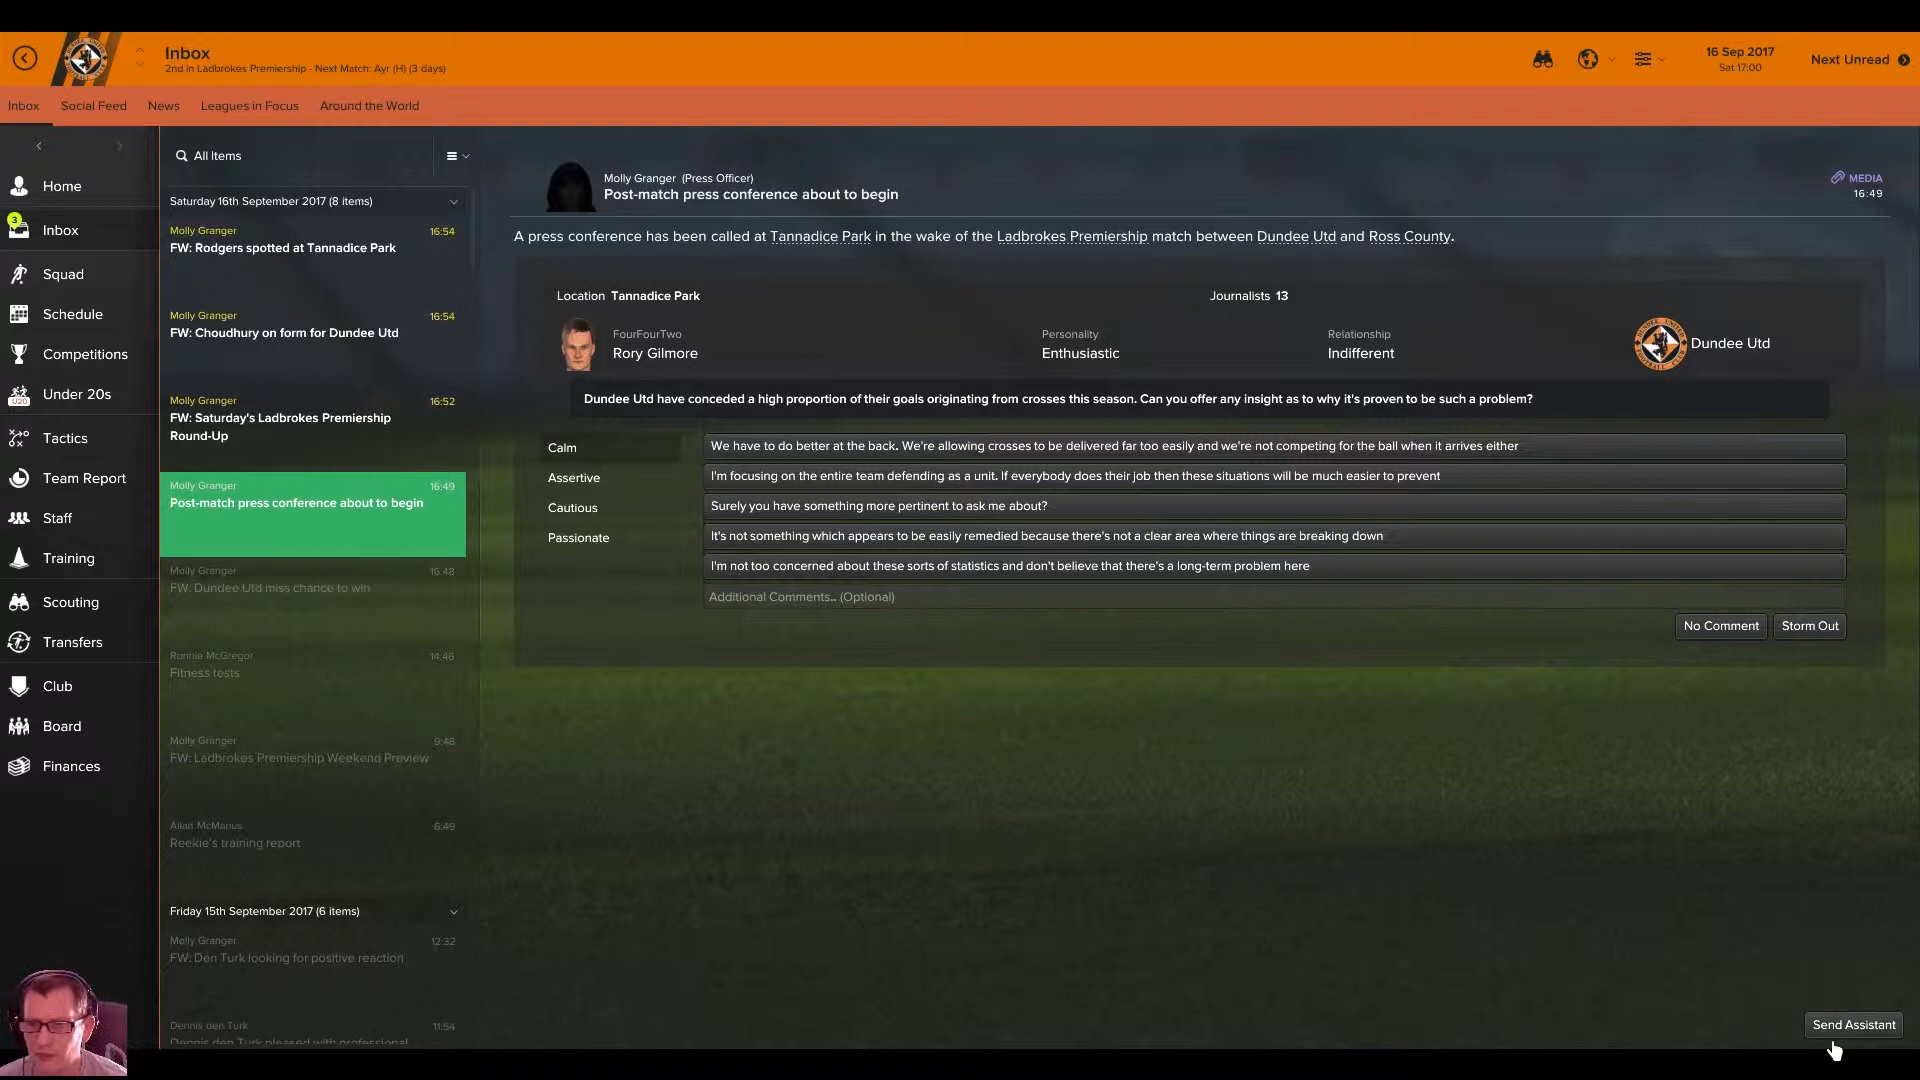 Inbox
2nd in Ladbrokes Premiership - Next Match: Ayr (H) (3 days)
16 Sep 2017
Sat 17:00
Next Unread
Inbox
Social Feed
News
Leagues in Focus
Around the World
Home
3
Inbox
Squad
Schedule
Competitions
U20
Under 20s
Tactics
Team Report
Staff
Training
Scouting
Transfers
Club
Board
Finances
All Items
Saturday 16th September 2017 (8 items)
Molly Granger 16:54
FW: Rodgers spotted at Tannadice Park
Molly Granger 16:54
FW: Choudhury on form for Dundee Utd
Molly Granger 16:52
FW: Saturday's Ladbrokes Premiership
Round-Up
Molly Granger 16:49
Post-match press conference about to begin
Molly Granger 16:48
FW: Dundee Utd miss chance to win
Ronnie McGregor 14:46
Fitness tests
Molly Granger 9:48
FW: Ladbrokes Premiership Weekend Preview
Allan McManus 6:49
Reekie's training report
Friday 15th September 2017 (6 items)
Molly Granger 12:32
FW: Den Turk looking for positive reaction
Dennis den Turk 11:54
Dennis den Turk pleased with professional
Molly Granger (Press Officer)
Post-match press conference about to begin
MEDIA
16:49
A press conference has been called at Tannadice Park in the wake of the Ladbrokes Premiership match between Dundee Utd and Ross County.
Location Tannadice Park
Journalists 13
FourFourTwo
Rory Gilmore
Personality
Enthusiastic
Relationship
Indifferent
Dundee Utd
Dundee Utd have conceded a high proportion of their goals originating from crosses this season. Can you offer any insight as to why it's proven to be such a problem?
Calm
Assertive
Cautious
Passionate
We have to do better at the back. We're allowing crosses to be delivered far too easily and we're not competing for the ball when it arrives either
I'm focusing on the entire team defending as a unit. If everybody does their job then these situations will be much easier to prevent
Surely you have something more pertinent to ask me about?
It's not something which appears to be easily remedied because there's not a clear area where things are breaking down
I'm not too concerned about these sorts of statistics and don't believe that there's a long-term problem here
Additional Comments.. (Optional)
No Comment
Storm Out
Send Assistant